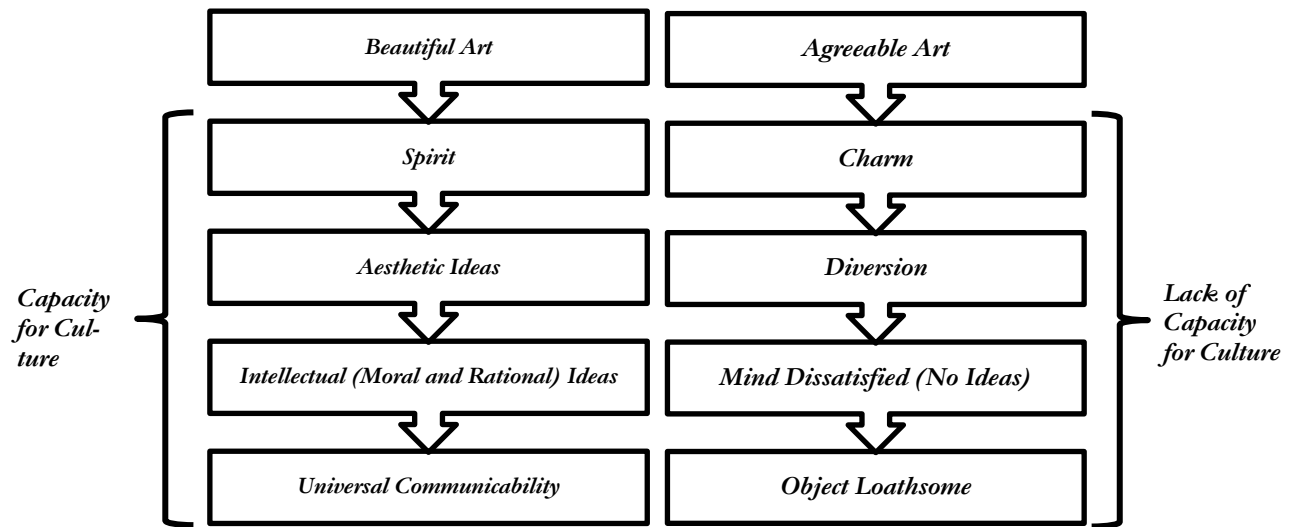 Beautiful Art
Agreeable Art
Spirit
Charm
Aesthetic Ideas
Diversion
Capacity
for Cul-
ture
Lack of
Capacity
for Culture
Intellectual (Moral and Rational) Ideas
Mind Dissatisfied (No Ideas)
Universal Communicability
Object Loathsome